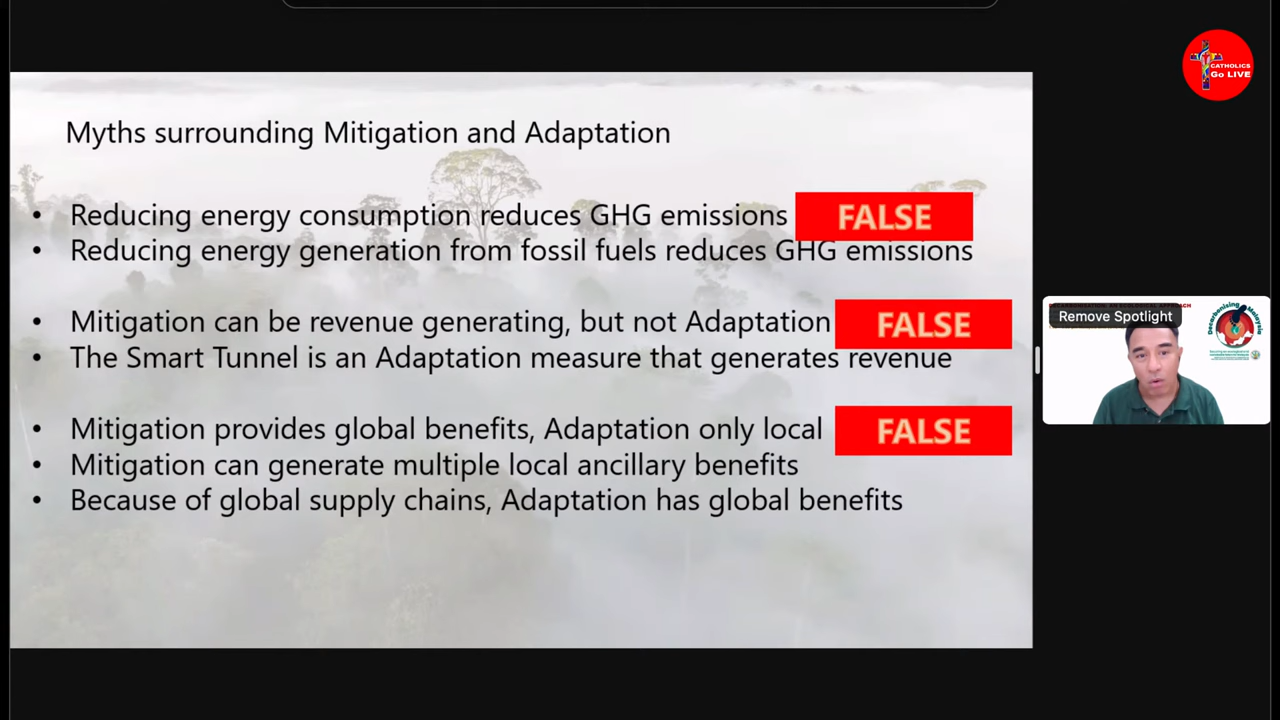 CATHOLICS
Go LIVE
Myths surrounding Mitigation and Adaptation
• Reducing energy consumption reduces GHG emissions FALSE
• Reducing energy generation from fossil fuels reduces GHG emissions
• Mitigation can be revenue generating, but not Adaptation FALSE
• The Smart Tunnel is an Adaptation measure that generates revenue
• Mitigation provides global benefits, Adaptation only local FALSE
• Mitigation can generate multiple local ancillary benefits
• Because of global supply chains, Adaptation has global benefits
Remove Spotlight
Decarbonising Malaysia